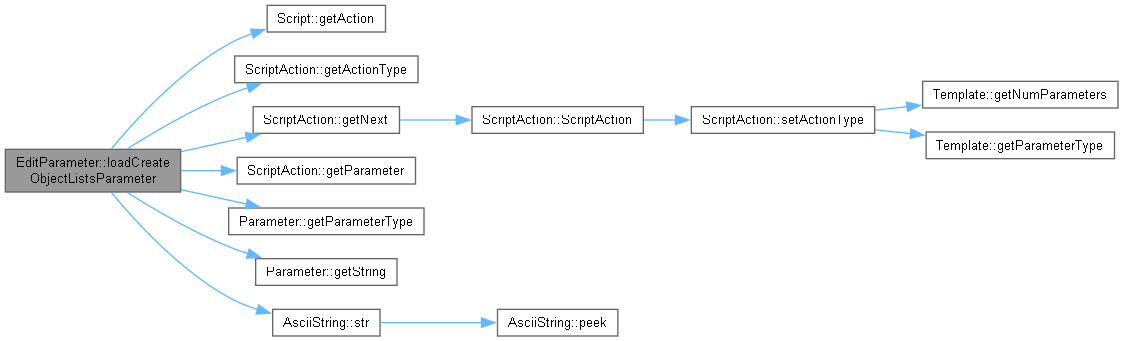 Script::getAction
ScriptAction::getActionType
Template::getNumParameters
ScriptAction::getNext
ScriptAction::ScriptAction
ScriptAction::setActionType
Template::getParameterType
EditParameter::loadCreate
ObjectListsParameter
ScriptAction::getParameter
Parameter::getParameterType
Parameter::getString
AsciiString::str
AsciiString::peek